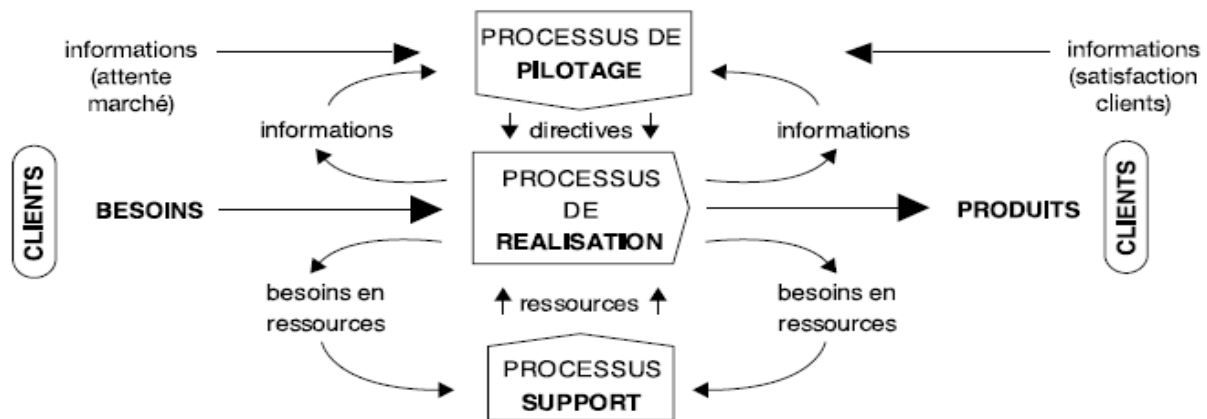 informations
(attente
marché)
PROCESSUS DE
PILOTAGE
informations
(satisfaction
clients)
informations
directives
informations
CLIENTS
BESOINS
PROCESSUS
DE
REALISATION
PRODUITS
CLIENTS
besoins en
ressources
ressources
besoins en
ressources
PROCESSUS
SUPPORT